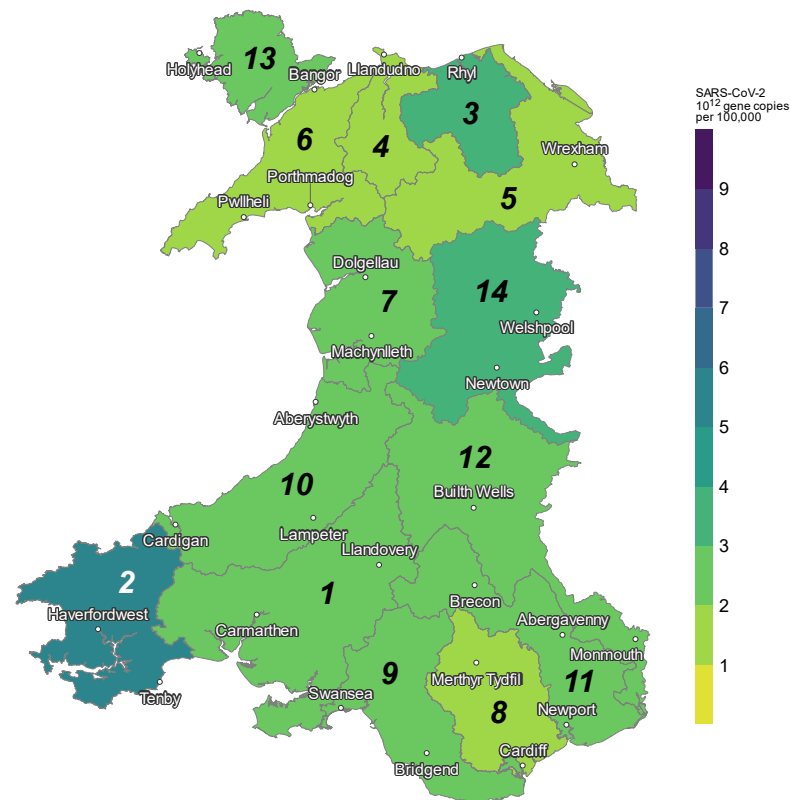 13
Holyhead
Bangor
Llandudno
Rhyl
3
6
4
Wrexham
Porthmadog
Pwllheli
5
Dolgellau
7
14
Welshpool
Machynlleth
Newtown
Aberystwyth
12
10
Builth Wells
Lampeter
Cardigan
Llandovery
2
1
Haverfordwest
Brecon
Abergavenny
Carmarthen
Monmouth
9
Merthyr Tydfil
11
Tenby
Swansea
8
Newport
Cardiff
Bridgend
SARS-CoV-2
10¹² gene copies
per 100,000
9
8
7
6
5
4
3
2
1